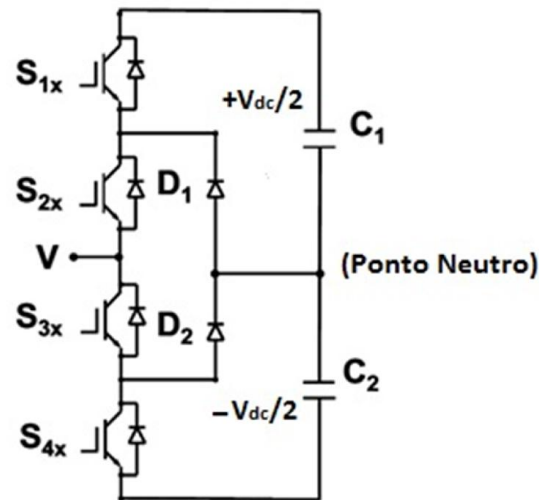 S1x
+Vdc/2
C1
S2x
D1
V
(Ponto Neutro)
S3x
D2
C2
−Vdc/2
S4x